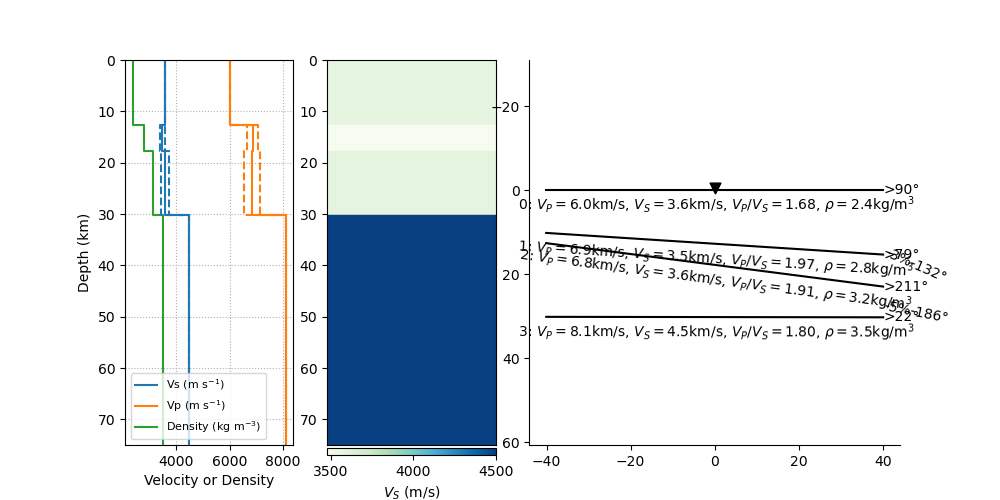 0
10
20
30
40
50
60
70
Depth (km)
4000 6000 8000
Velocity or Density
Vs (m s⁻¹)
Vp (m s⁻¹)
Density (kg m⁻³)
0
10
20
30
40
50
60
70
3500 4000 4500
V_S (m/s)
−20
0
20
40
60
−40 −20 0 20 40
>90°
0: V_P = 6.0km/s, V_S = 3.6km/s, V_P/V_S = 1.68, ρ = 2.4kg/m³
>79°
1: V_P = 6.9km/s, V_S = 3.5km/s, V_P/V_S = 1.97, ρ = 2.8kg/m³
>211°
2: V_P = 6.8km/s, V_S = 3.6km/s, V_P/V_S = 1.91, ρ = 3.2kg/m³
-5%-186°
>22°
3: V_P = 8.1km/s, V_S = 4.5km/s, V_P/V_S = 1.80, ρ = 3.5kg/m³